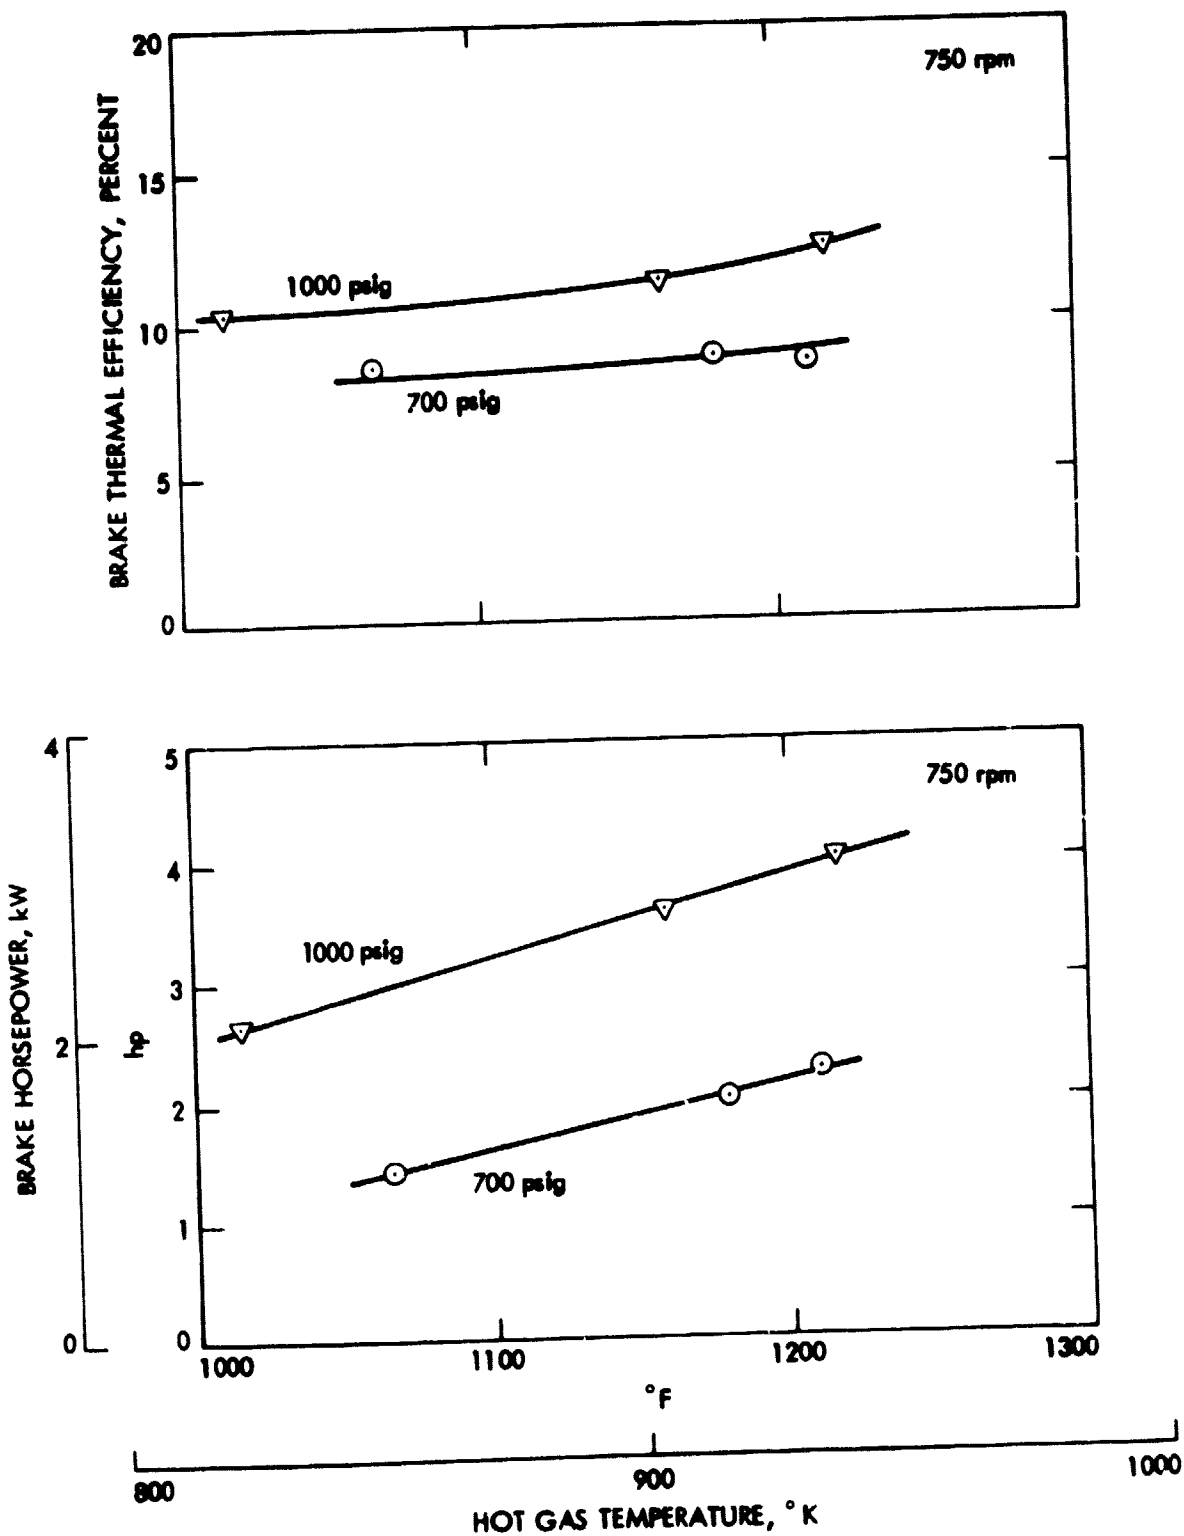 BRAKE THERMAL EFFICIENCY, PERCENT
20
15
10
5
0
750 rpm
1000 psig
700 psig
BRAKE HORSEPOWER, kW
4
2
0
hp
5
4
3
2
1
0
750 rpm
1000 psig
700 psig
1000 1100 1200 1300
°F
800 900 1000
HOT GAS TEMPERATURE, °K